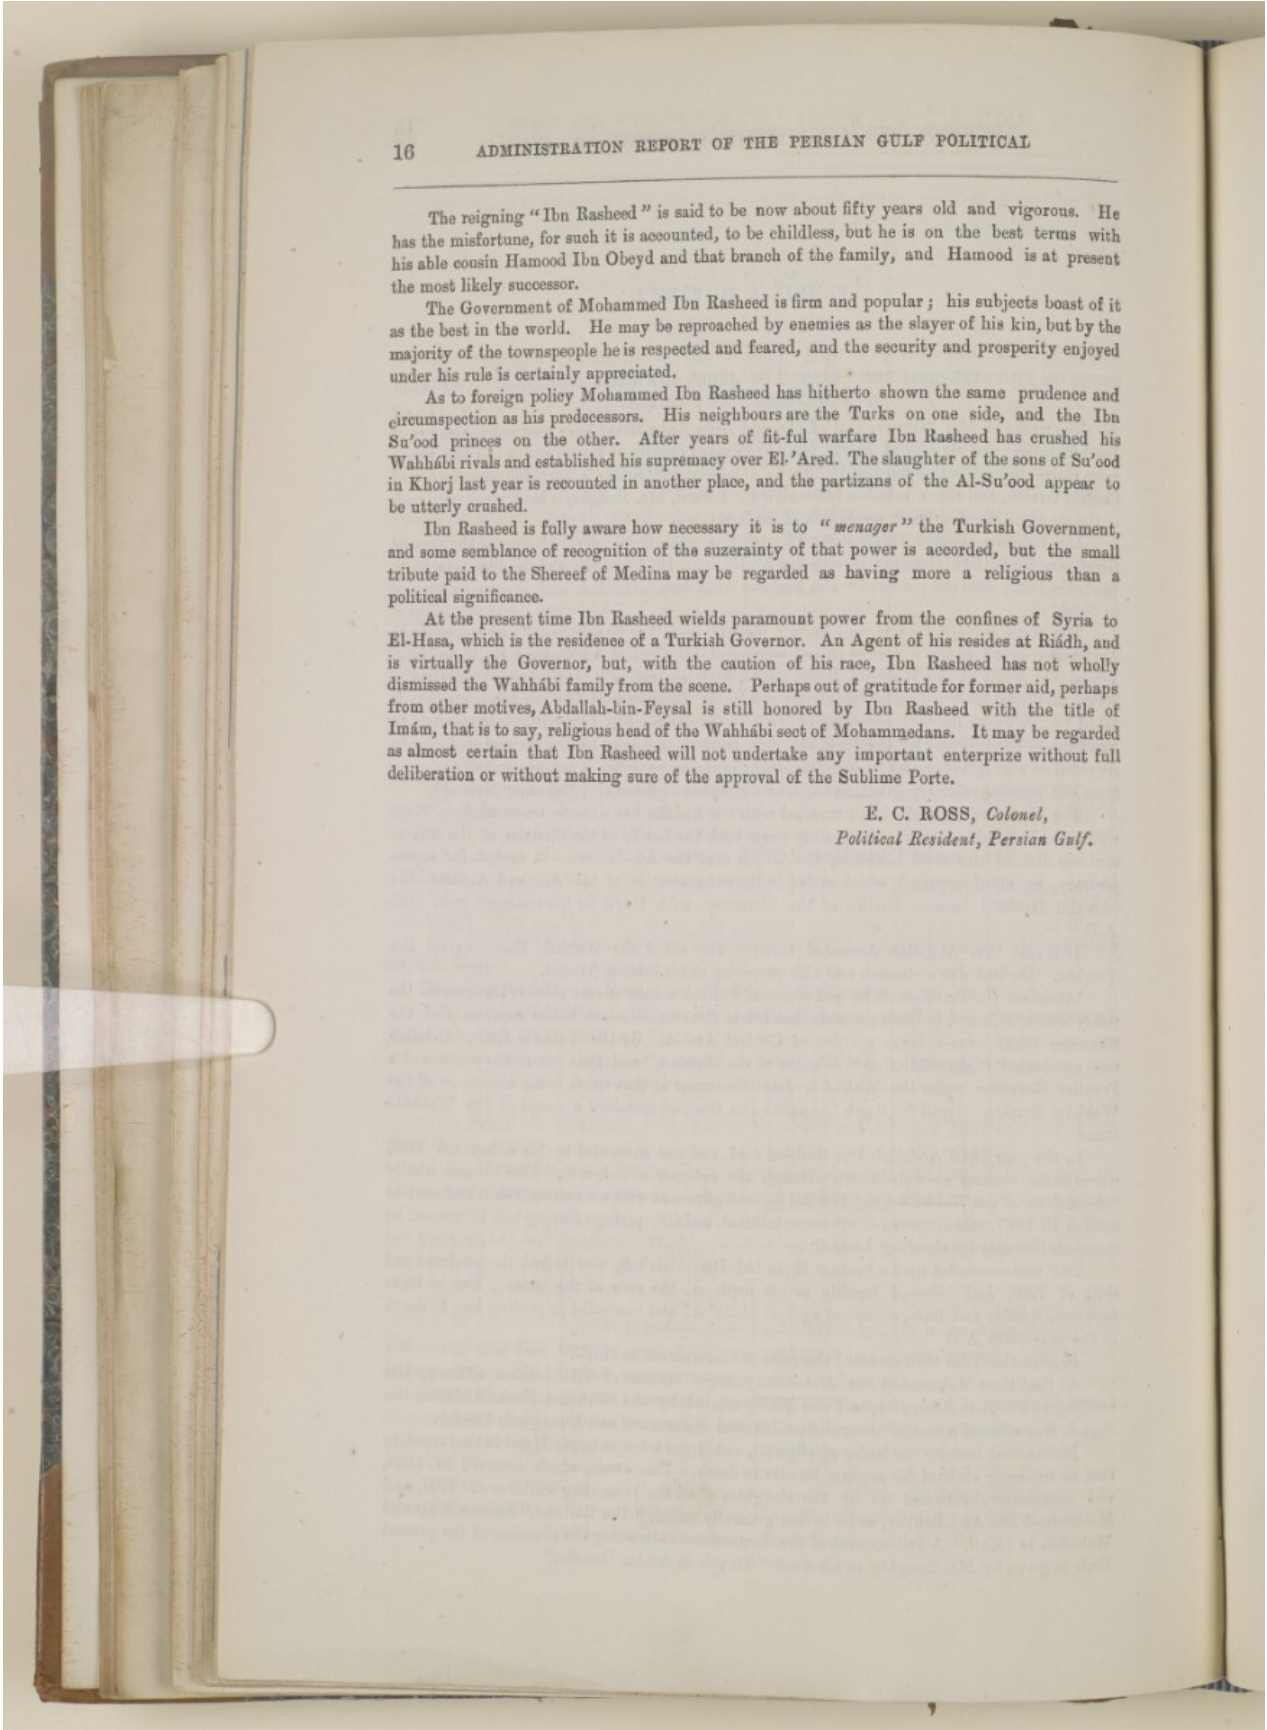 16 ADMINISTRATION REPORT OF THE PERSIAN GULF POLITICAL
The reigning “Ibn Rasheed” is said to be now about fifty years old and vigorous. He
has the misfortune, for such it is accounted, to be childless, but he is on the best terms with
his able cousin Hamood Ibn Obeyd and that branch of the family, and Hamood is at present
the most likely successor.
The Government of Mohammed Ibn Rasheed is firm and popular; his subjects boast of it
as the best in the world. He may be reproached by enemies as the slayer of his kin, but by the
majority of the townspeople he is respected and feared, and the security and prosperity enjoyed
under his rule is certainly appreciated.
As to foreign policy Mohammed Ibn Rasheed has hitherto shown the same prudence and
circumspection as his predecessors. His neighbours are the Turks on one side, and the Ibn
Su’ood princes on the other. After years of fit-ful warfare Ibn Rasheed has crushed his
Wahhábi rivals and established his supremacy over El-’Ared. The slaughter of the sons of Su’ood
in Khorj last year is recounted in another place, and the partizans of the Al-Su’ood appear to
be utterly crushed.
Ibn Rasheed is fully aware how necessary it is to “menager” the Turkish Government,
and some semblance of recognition of the suzerainty of that power is accorded, but the small
tribute paid to the Shereef of Medina may be regarded as having more a religious than a
political significance.
At the present time Ibn Rasheed wields paramount power from the confines of Syria to
El-Hasa, which is the residence of a Turkish Governor. An Agent of his resides at Riádh, and
is virtually the Governor, but, with the caution of his race, Ibn Rasheed has not wholly
dismissed the Wahhábi family from the scene. Perhaps out of gratitude for former aid, perhaps
from other motives, Abdallah-bin-Feysal is still honored by Ibn Rasheed with the title of
Imám, that is to say, religious head of the Wahhábi sect of Mohammedans. It may be regarded
as almost certain that Ibn Rasheed will not undertake any important enterprize without full
deliberation or without making sure of the approval of the Sublime Porte.
E. C. ROSS, Colonel,
Political Resident, Persian Gulf.